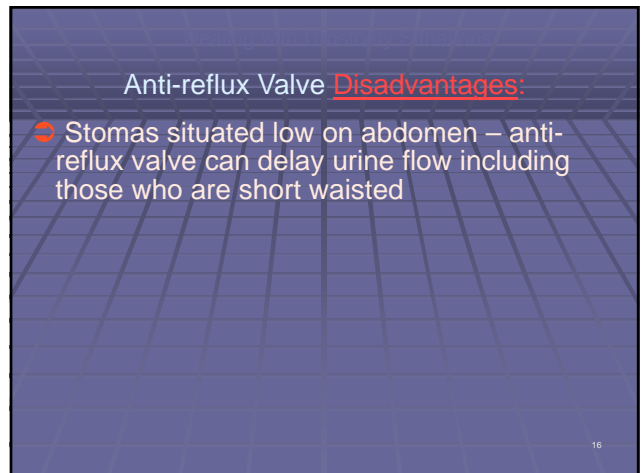 Anti-reflux Valve Disadvantages:
Stomas situated low on abdomen – anti-
reflux valve can delay urine flow including
those who are short waisted
16